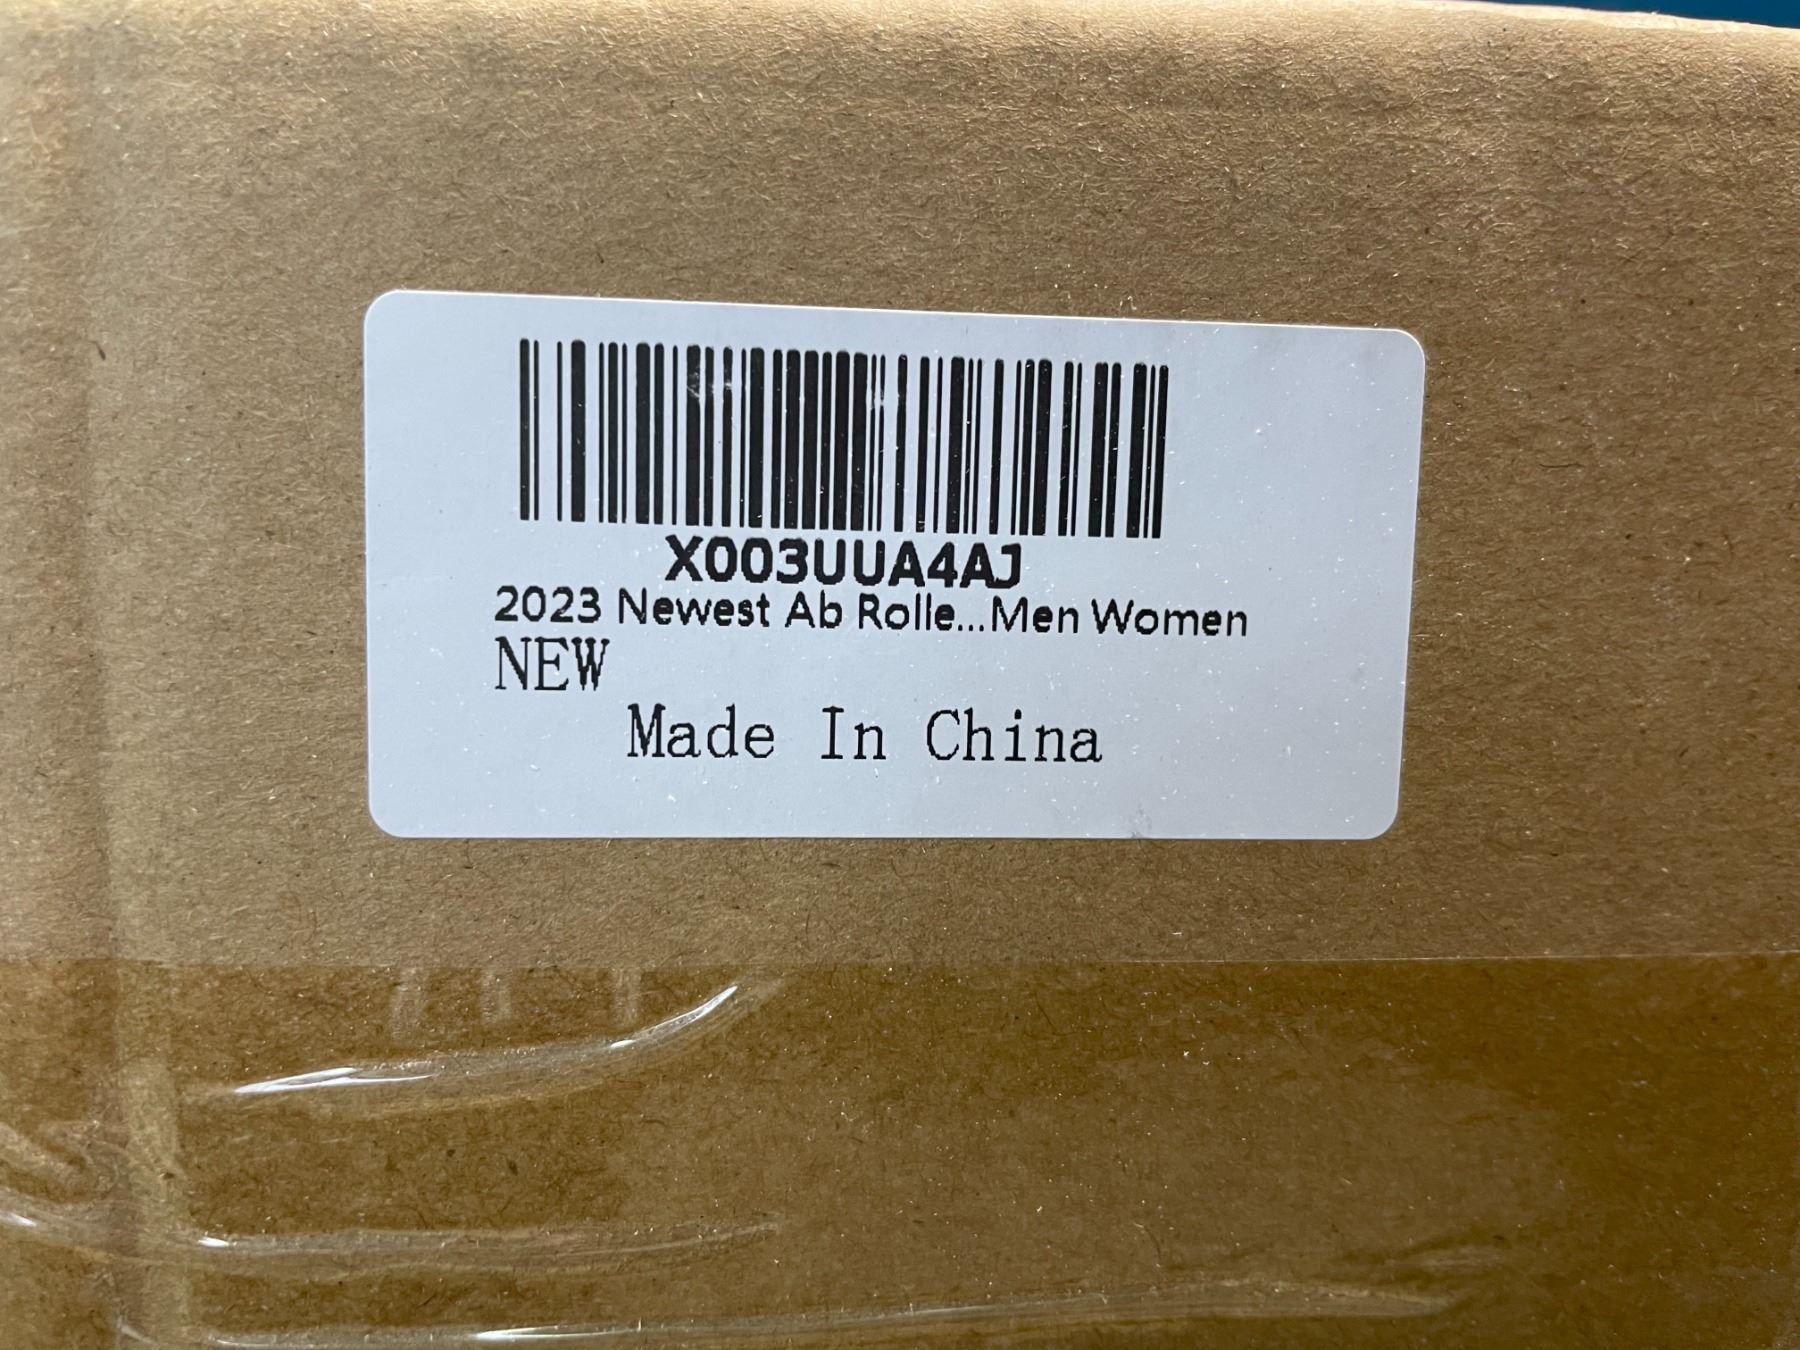 X003UUA4AJ
2023 Newest Ab Rolle...Men Women
NEW
Made In China